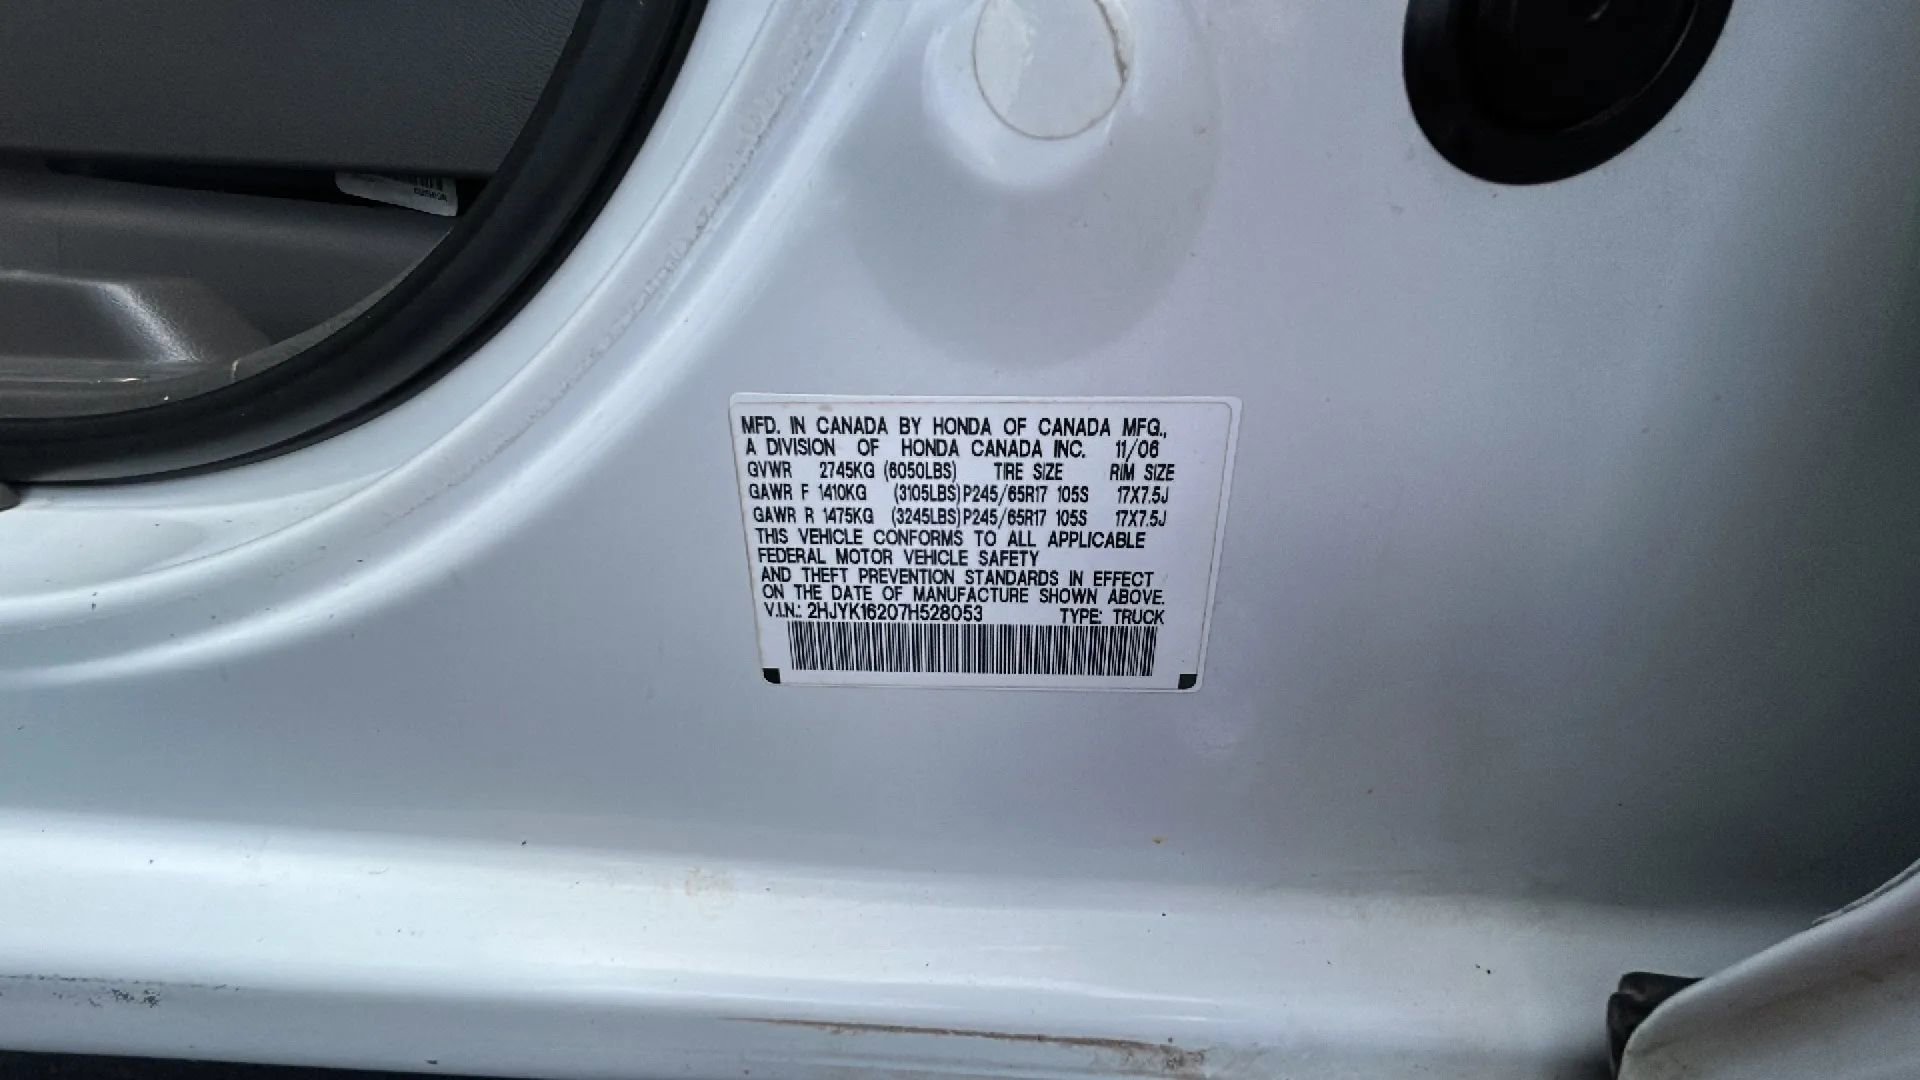 MFD. IN CANADA BY HONDA OF CANADA MFG.,
A DIVISION OF HONDA CANADA INC. 11/06
GVWR 2745KG (6050LBS) TIRE SIZE RIM SIZE
GAWR F 1410KG (3105LBS) P245/65R17 105S 17X7.5J
GAWR R 1475KG (3245LBS) P245/65R17 105S 17X7.5J
THIS VEHICLE CONFORMS TO ALL APPLICABLE
FEDERAL MOTOR VEHICLE SAFETY
AND THEFT PREVENTION STANDARDS IN EFFECT
ON THE DATE OF MANUFACTURE SHOWN ABOVE.
V.I.N.: 2HJYK16207H528053 TYPE: TRUCK